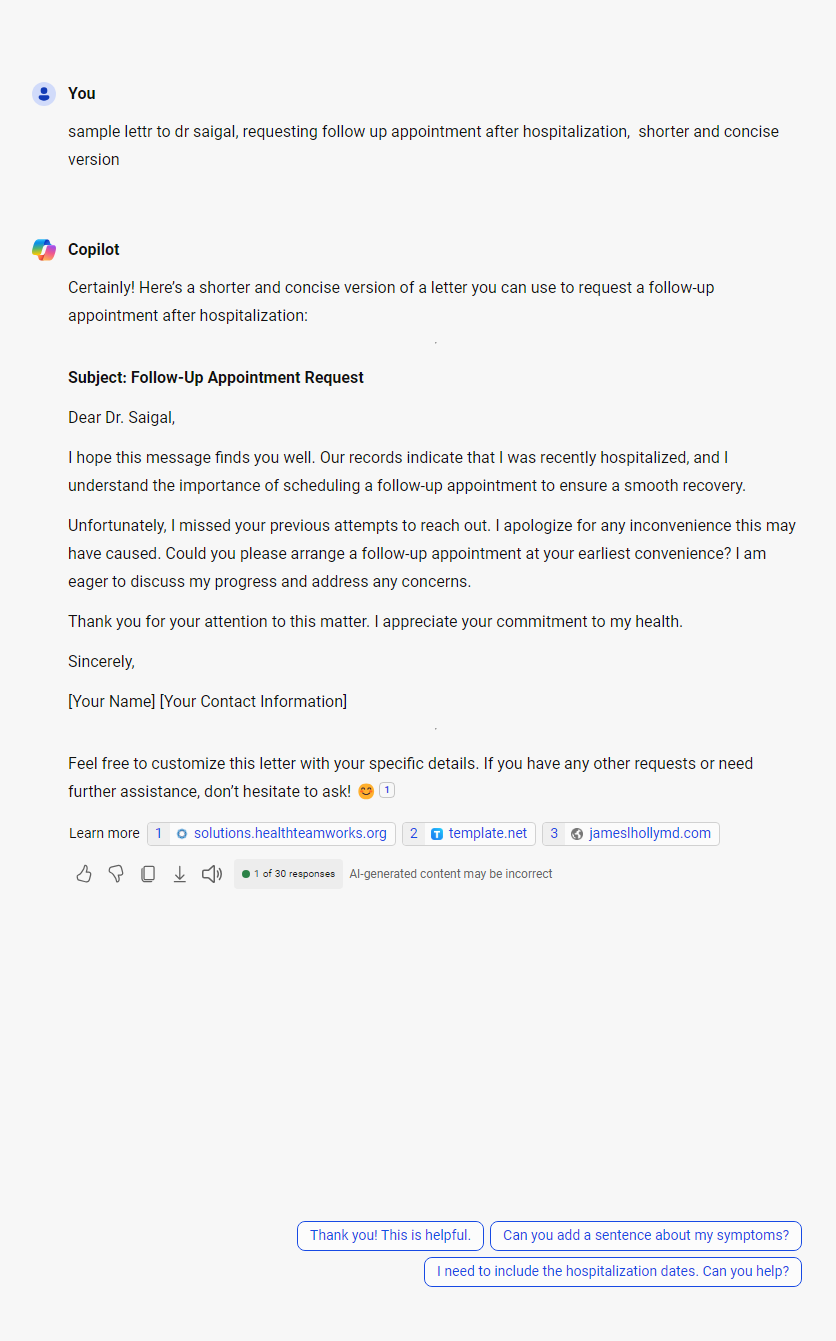 You
sample lettr to dr saigal, requesting follow up appointment after hospitalization,  shorter and concise
version
Copilot
Certainly! Here’s a shorter and concise version of a letter you can use to request a follow-up
appointment after hospitalization:
Subject: Follow-Up Appointment Request
Dear Dr. Saigal,
I hope this message finds you well. Our records indicate that I was recently hospitalized, and I
understand the importance of scheduling a follow-up appointment to ensure a smooth recovery.
Unfortunately, I missed your previous attempts to reach out. I apologize for any inconvenience this may
have caused. Could you please arrange a follow-up appointment at your earliest convenience? I am
eager to discuss my progress and address any concerns.
Thank you for your attention to this matter. I appreciate your commitment to my health.
Sincerely,
[Your Name] [Your Contact Information]
Feel free to customize this letter with your specific details. If you have any other requests or need
further assistance, don’t hesitate to ask! 😊 1
Learn more 1 solutions.healthteamworks.org 2 template.net 3 jameslhollymd.com
1 of 30 responses AI-generated content may be incorrect
Thank you! This is helpful. Can you add a sentence about my symptoms?
I need to include the hospitalization dates. Can you help?